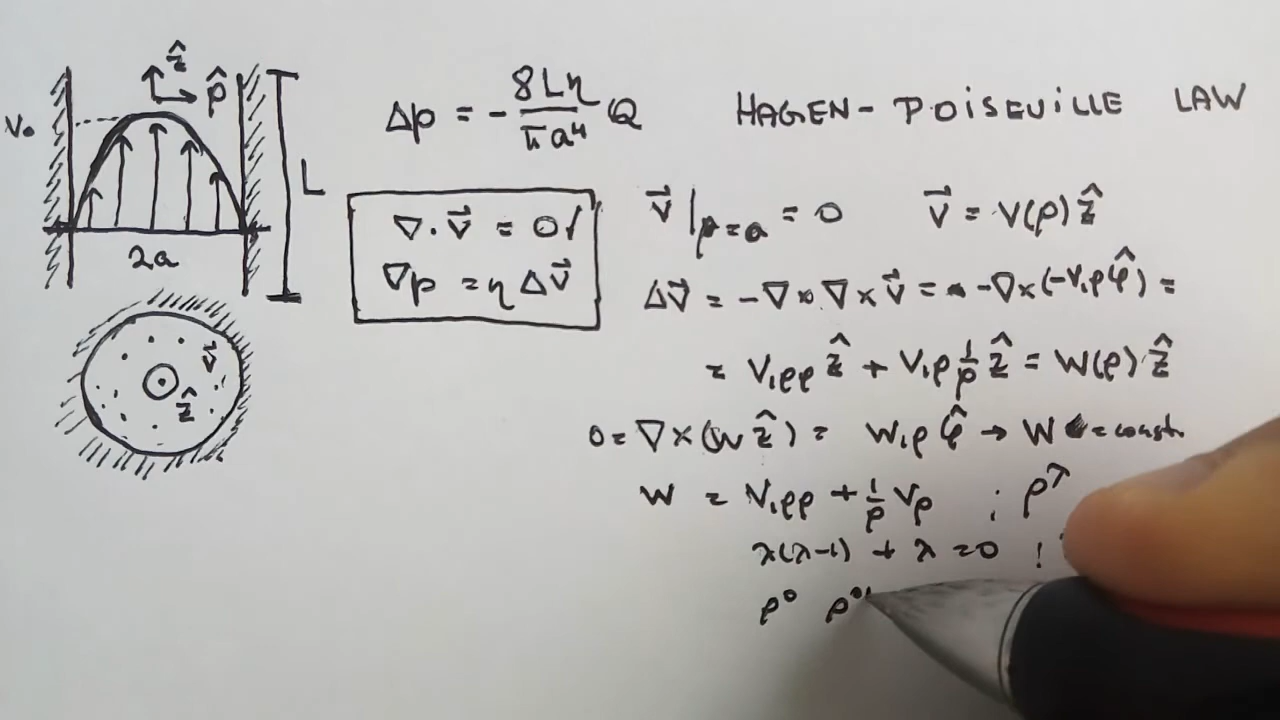 ẑ
ρ̂
V₀
L
2a
v⃗
ẑ
Δp = - 8Lη / πa⁴ Q
HAGEN-POISEUILLE LAW
∇·v⃗ = 0 ✓
∇p = η Δv⃗
v⃗ |ρ=a = 0 v⃗ = v(ρ) ẑ
Δv⃗ = -∇×∇×v⃗ = -∇×(-v,ρ φ̂) =
= v,ρρ ẑ + v,ρ 1/ρ ẑ = w(ρ) ẑ
0 = ∇×(w ẑ) = w,ρ φ̂ → w = const.
w = v,ρρ + 1/ρ vρ ; ρ^λ
λ(λ-1) + λ = 0 !
ρ⁰ ρ⁰